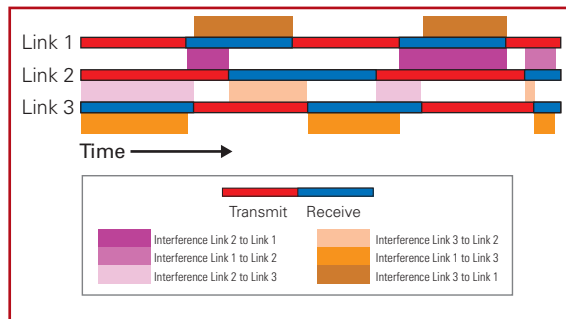 Link 1
Link 2
Link 3
Time
Transmit Receive
Interference Link 2 to Link 1
Interference Link 1 to Link 2
Interference Link 2 to Link 3
Interference Link 3 to Link 2
Interference Link 1 to Link 3
Interference Link 3 to Link 1